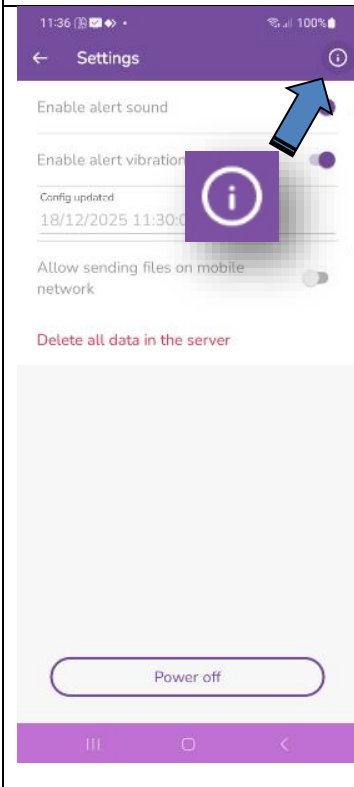 11:36
100%
Settings
Enable alert sound
Enable alert vibration
Config updated
18/12/2025 11:30:0
Allow sending files on mobile
network
Delete all data in the server
Power off